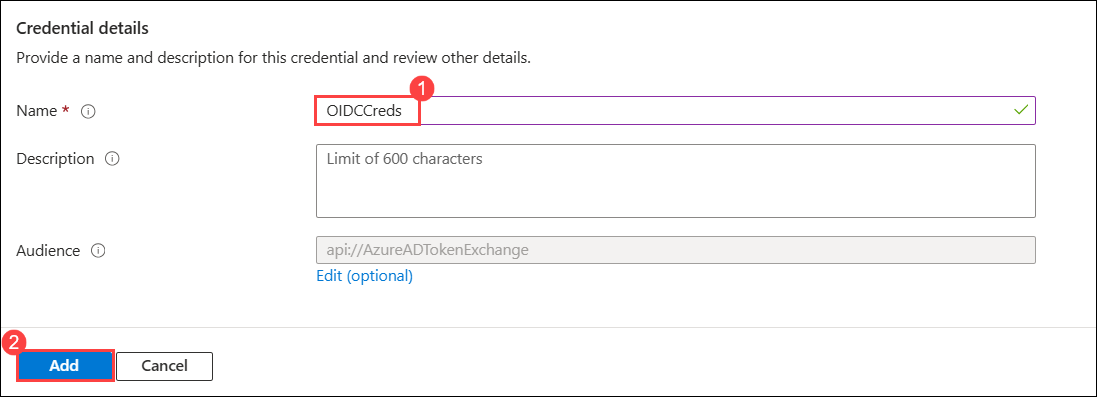 Credential details
Provide a name and description for this credential and review other details.
1
Name * OIDCCreds
Description Limit of 600 characters
Audience api://AzureADTokenExchange
Edit (optional)
2
Add Cancel